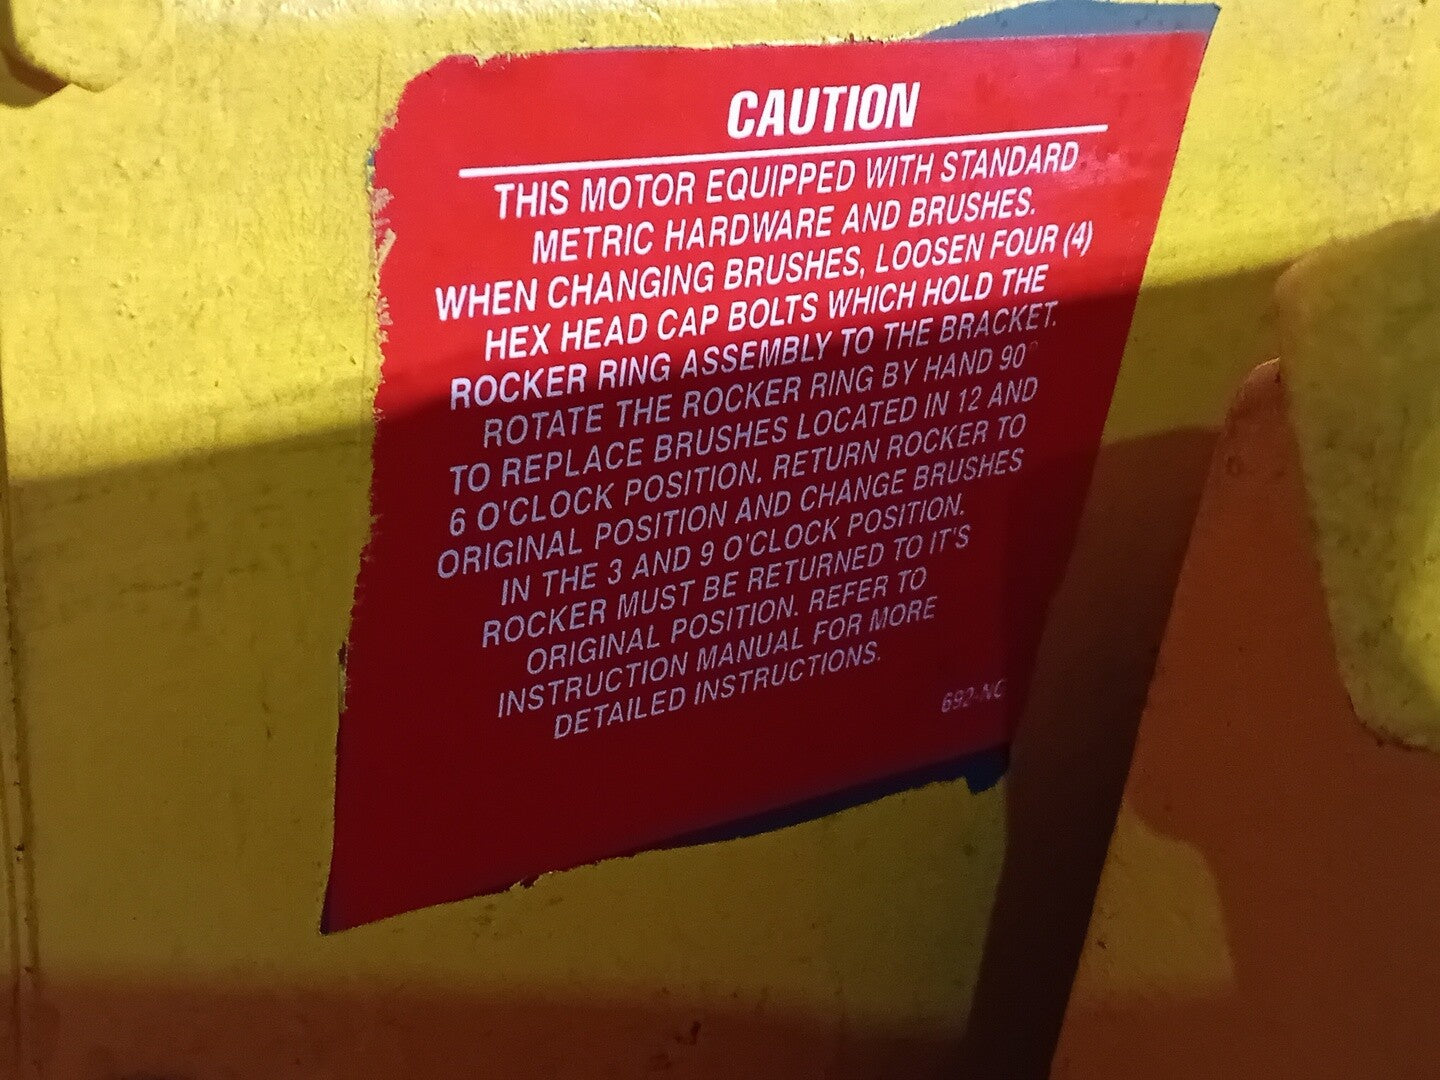 CAUTION
THIS MOTOR EQUIPPED WITH STANDARD
METRIC HARDWARE AND BRUSHES.
WHEN CHANGING BRUSHES, LOOSEN FOUR (4)
HEX HEAD CAP BOLTS WHICH HOLD THE
ROCKER RING ASSEMBLY TO THE BRACKET.
ROTATE THE ROCKER RING BY HAND 90°
TO REPLACE BRUSHES LOCATED IN 12 AND
6 O'CLOCK POSITION. RETURN ROCKER TO
ORIGINAL POSITION AND CHANGE BRUSHES
IN THE 3 AND 9 O'CLOCK POSITION.
ROCKER MUST BE RETURNED TO IT'S
ORIGINAL POSITION. REFER TO
INSTRUCTION MANUAL FOR MORE
DETAILED INSTRUCTIONS.
692-NC